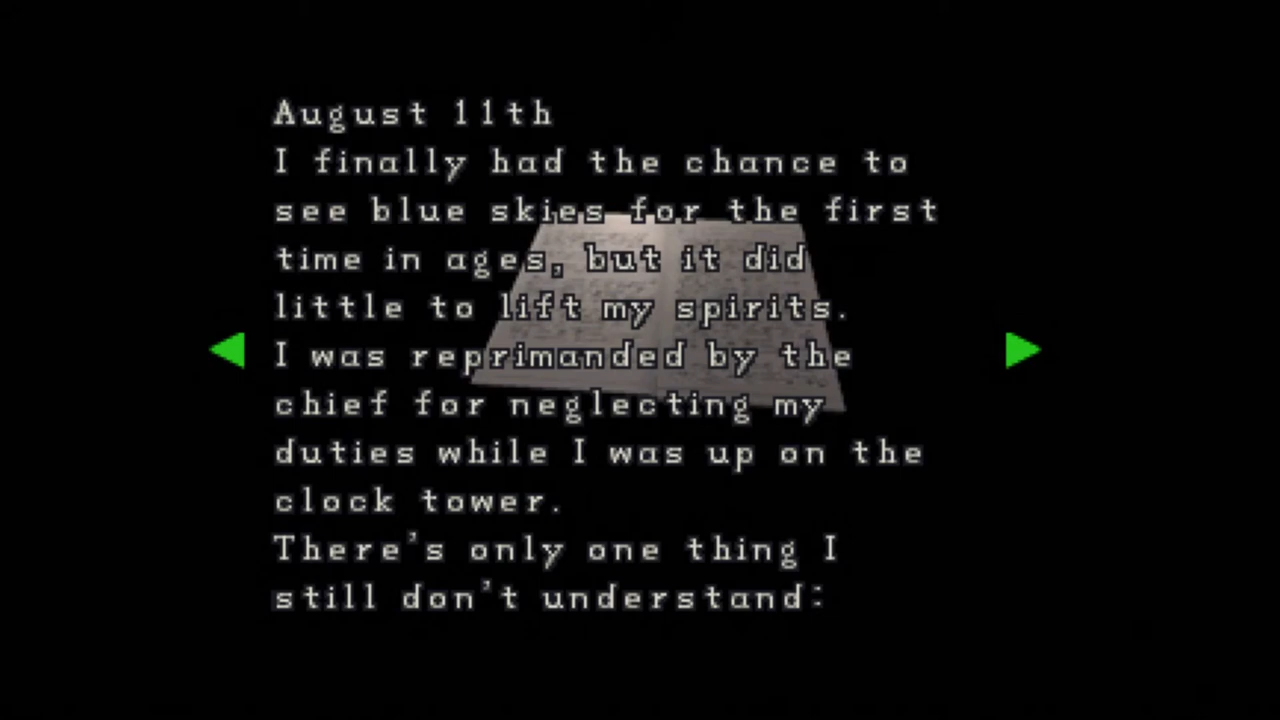 August 11th
I finally had the chance to
see blue skies for the first
time in ages, but it did
little to lift my spirits.
I was reprimanded by the
chief for neglecting my
duties while I was up on the
clock tower.
There's only one thing I
still don't understand: